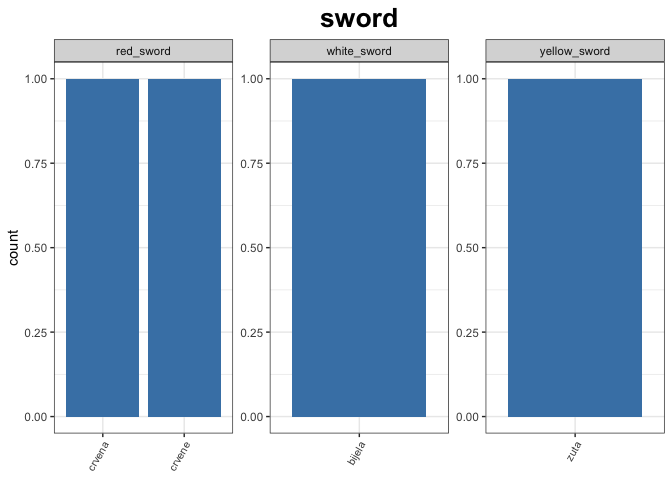 sword
red_sword white_sword yellow_sword
1.00 1.00 1.00
0.75 0.75 0.75
0.50 0.50 0.50
count
0.25 0.25 0.25
0.00 0.00 0.00
crvena crvene bijela zuta